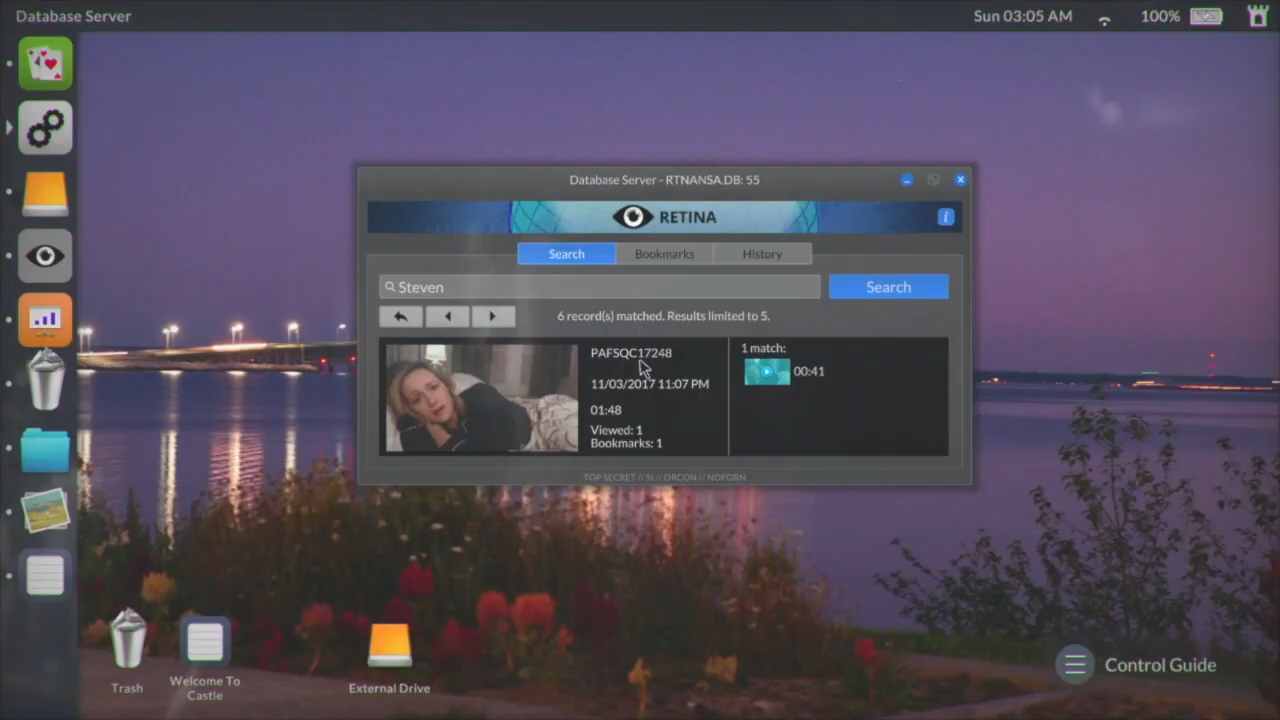 Database Server
Sun 03:05 AM
100%
Database Server - RTNANSA.DB: 55
RETINA
i
Search
Bookmarks
History
Steven
Search
6 record(s) matched. Results limited to 5.
PAFSQC17248
11/03/2017 11:07 PM
01:48
Viewed: 1
Bookmarks: 1
1 match:
00:41
TOP SECRET // SI // ORCON // NOFORN
Trash
Welcome To
Castle
External Drive
Control Guide